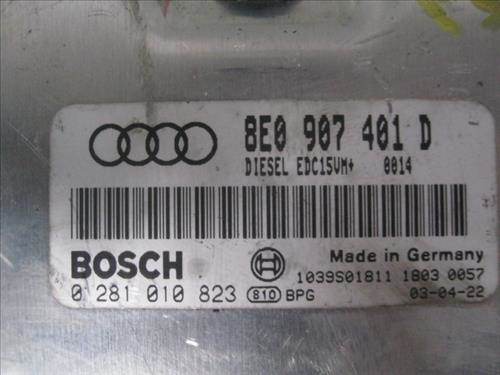 8E0 907 401 D
DIESEL EDC15VM+ 0014
BOSCH
Made in Germany
1039S01811 1803 0057
0 281 010 823 810 BPG 03-04-22